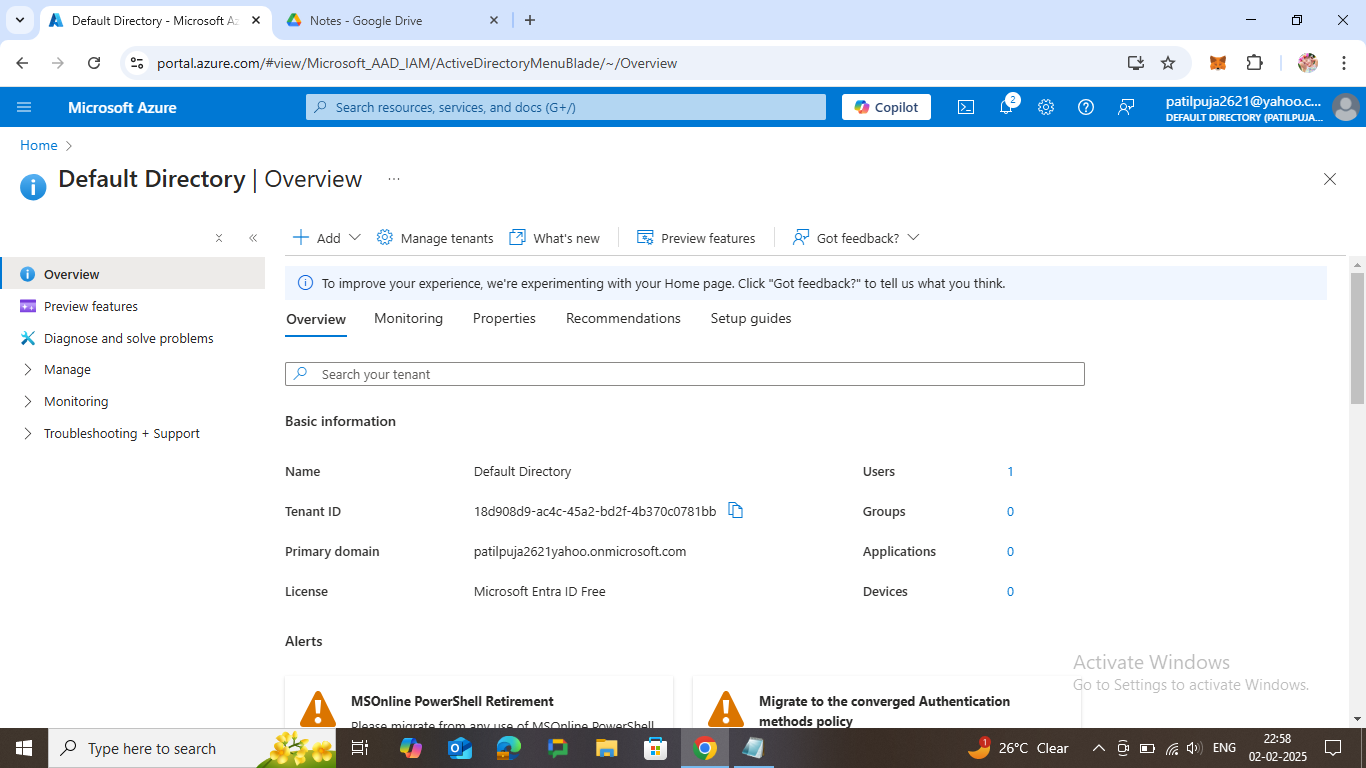 Default Directory - Microsoft Az
Notes - Google Drive
portal.azure.com/#view/Microsoft_AAD_IAM/ActiveDirectoryMenuBlade/~/Overview
Microsoft Azure
Search resources, services, and docs (G+/)
Copilot
2
patilpuja2621@yahoo.c...
DEFAULT DIRECTORY (PATILPUJA...
Home
Default Directory | Overview
Add
Manage tenants
What's new
Preview features
Got feedback?
Overview
Preview features
Diagnose and solve problems
Manage
Monitoring
Troubleshooting + Support
To improve your experience, we're experimenting with your Home page. Click "Got feedback?" to tell us what you think.
Overview Monitoring Properties Recommendations Setup guides
Search your tenant
Basic information
Name Default Directory Users 1
Tenant ID 18d908d9-ac4c-45a2-bd2f-4b370c0781bb Groups 0
Primary domain patilpuja2621yahoo.onmicrosoft.com Applications 0
License Microsoft Entra ID Free Devices 0
Alerts
MSOnline PowerShell Retirement
Please migrate from any use of MSOnline PowerShell
Migrate to the converged Authentication
methods policy
Activate Windows
Go to Settings to activate Windows.
Type here to search
1
26°C Clear
ENG
22:58
02-02-2025